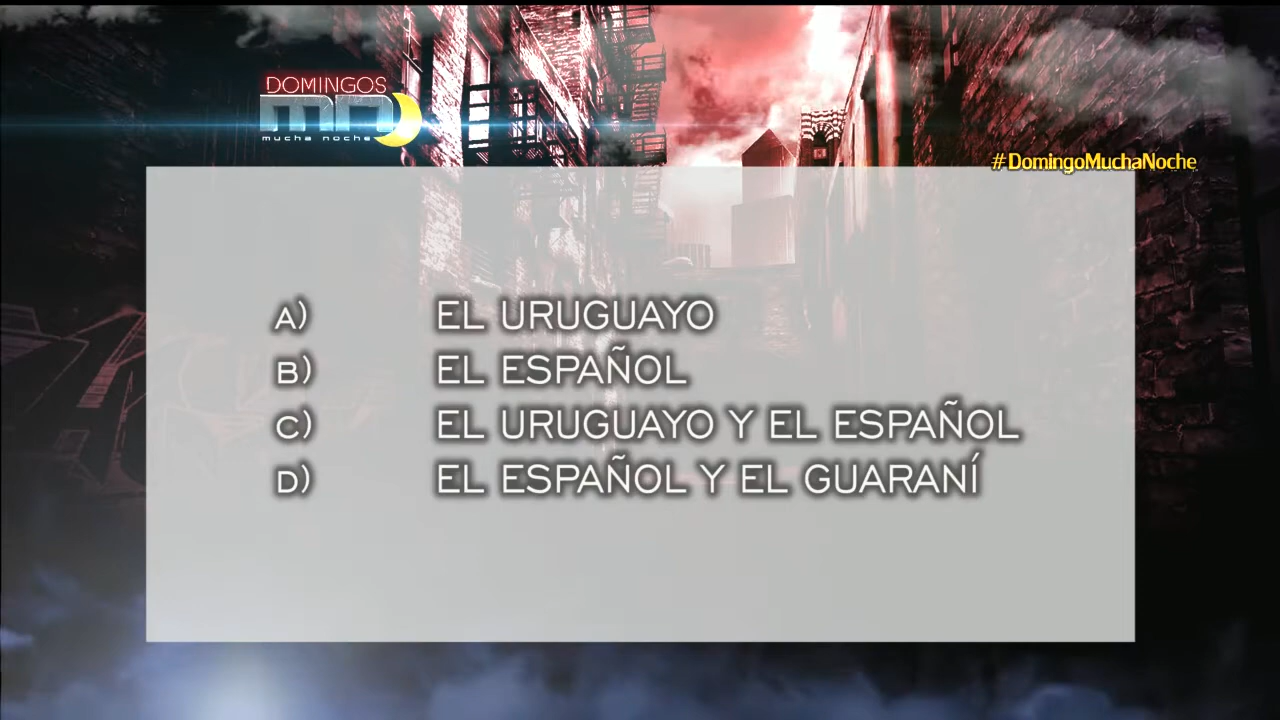 DOMINGOS
mn
mucha noche
#DomingoMuchaNoche
A) EL URUGUAYO
B) EL ESPAÑOL
C) EL URUGUAYO Y EL ESPAÑOL
D) EL ESPAÑOL Y EL GUARANÍ